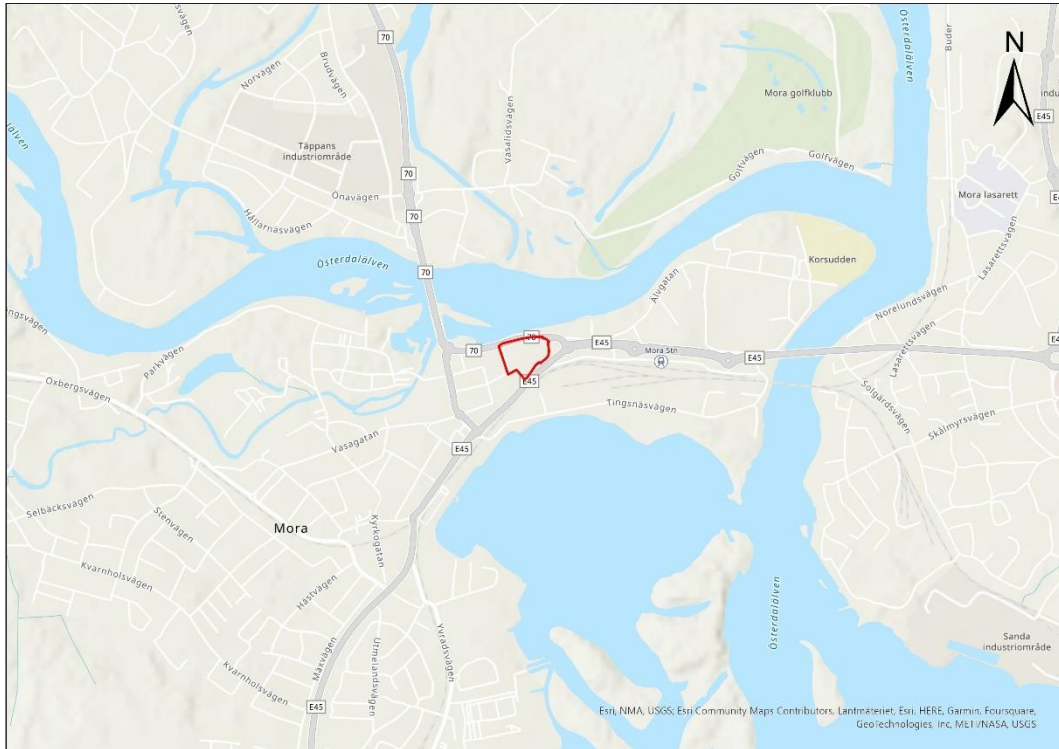 70
Norvägen
Brudvägen
Täppans
industriområde
Vasalidsvägen
Önavägen
70
70
Hållarnäsvägen
Österdalälven
70
Mora golfklubb
Golfvägen
Golfvägen
Österdalälven
Buder
N
E45
Mora lasarett
Lasarettsvägen
Korsudden
Norelundsvägen
Lasarettsvägen
Älvgatan
70
70
E45
Mora Stn
E45
E45
Tingsnäsvägen
Solgårdsvägen
Skålmyrsvägen
Parkvägen
Oxbergsvägen
Vasagatan
E45
Selbäcksvägen
Stenvägen
Mora
Kyrkogatan
Kvarnholsvägen
Hästvägen
Maxvägen
Utmelandsvägen
Yvradsvägen
Kvarnholsvägen
E45
Österdalälven
Sanda
industriområde
Esri, NMA, USGS, Esri Community Maps Contributors, Lantmäteriet, Esri, HERE, Garmin, Foursquare,
GeoTechnologies, Inc, METI/NASA, USGS